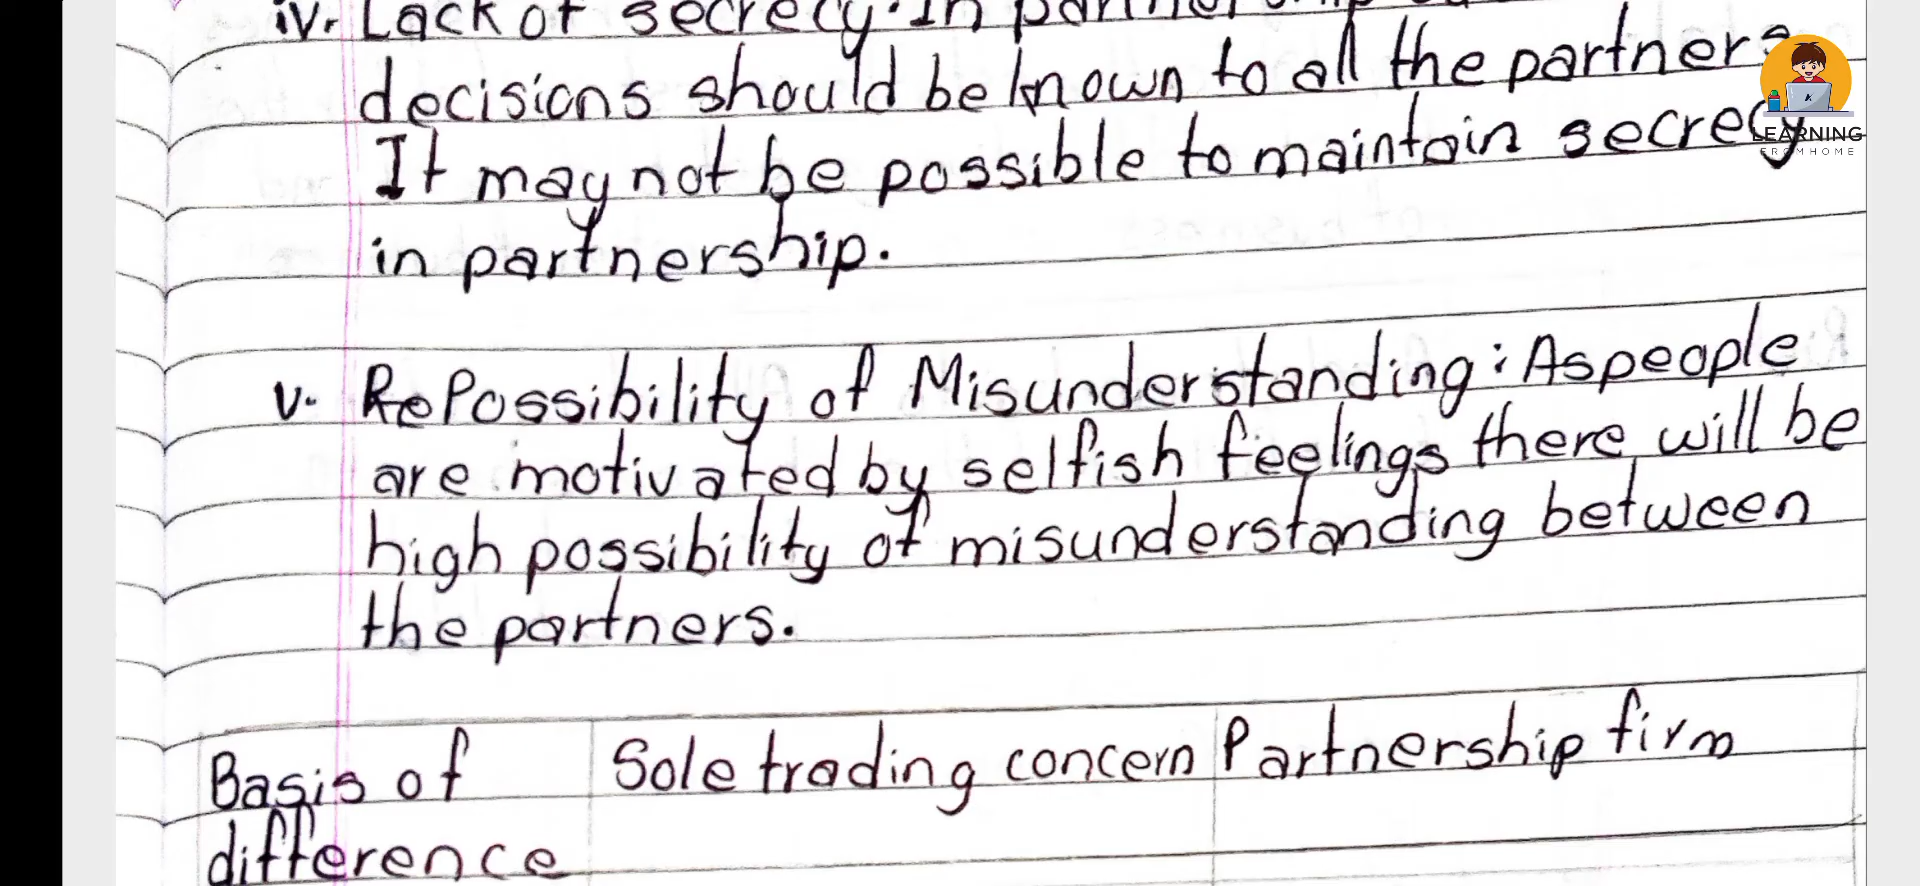 iv. Lack of secrecy: In partnership
decisions should be known to all the partners
It may not be possible to maintain secrecy
in partnership.
v. RePossibility of Misunderstanding: As people
are motivated by selfish feelings there will be
high possibility of misunderstanding between
the partners.
Basis of Sole trading concern Partnership firm
difference
LEARNING
FROM HOME